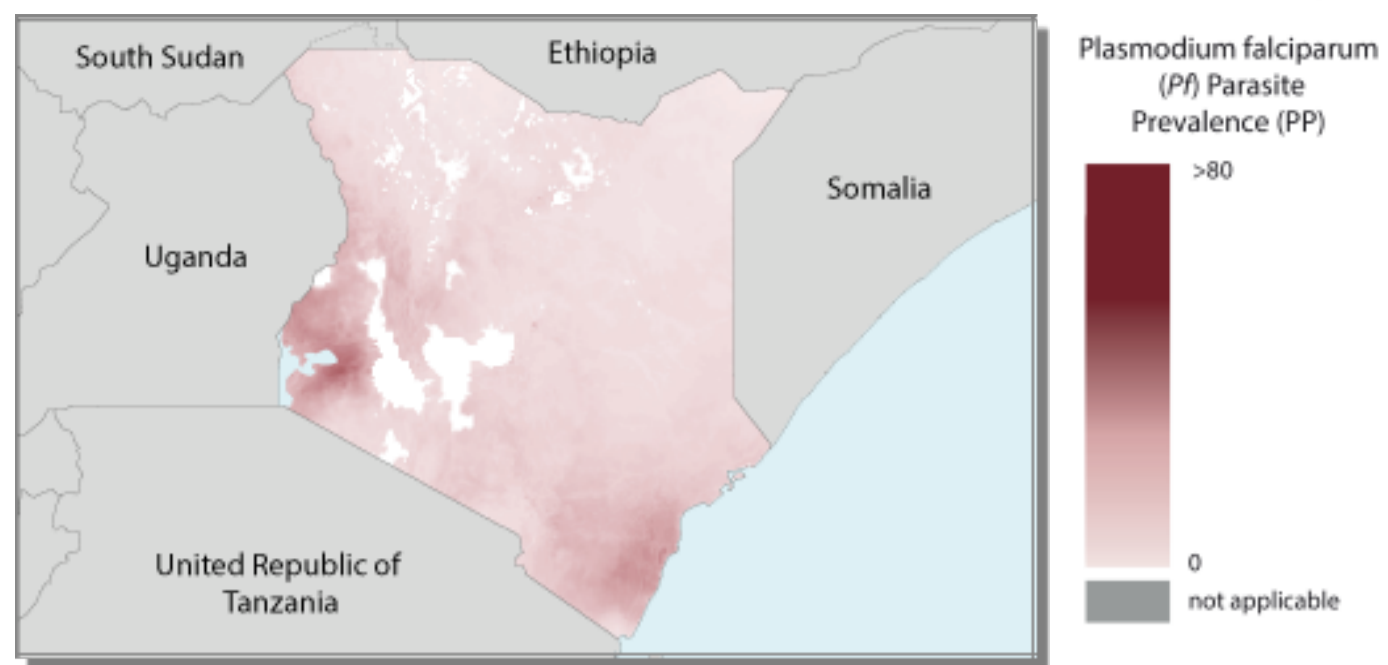 South Sudan
Ethiopia
Somalia
Uganda
United Republic of
Tanzania
Plasmodium falciparum
(Pf) Parasite
Prevalence (PP)
>80
0
not applicable